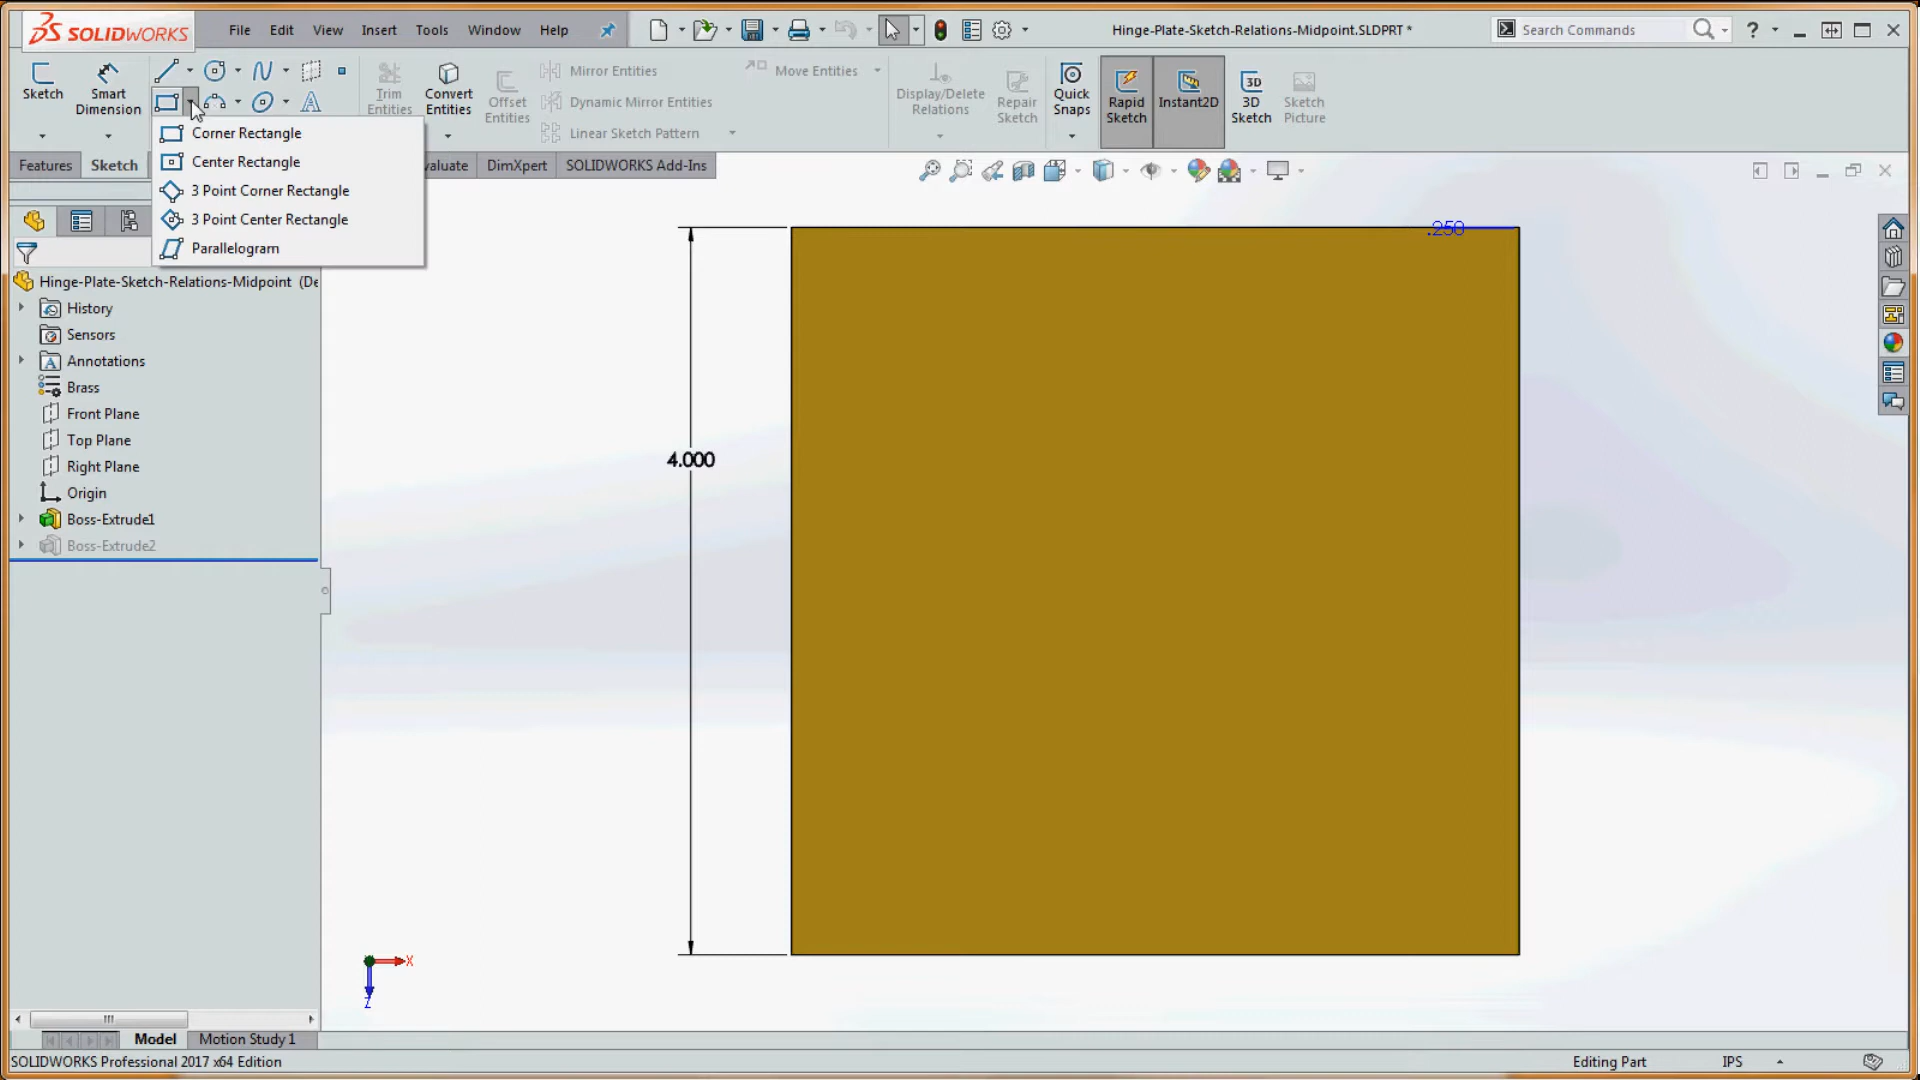 SOLIDWORKS File Edit View Insert Tools Window Help Hinge-Plate-Sketch-Relations-Midpoint.SLDPRT * Search Commands ?
Sketch
Smart Dimension
Trim Entities
Convert Entities
Offset Entities
Mirror Entities
Dynamic Mirror Entities
Linear Sketch Pattern
Move Entities
Display/Delete Relations
Repair Sketch
Quick Snaps
Rapid Sketch
Instant2D
3D
3D Sketch
Sketch Picture
Corner Rectangle
Center Rectangle
3 Point Corner Rectangle
3 Point Center Rectangle
Parallelogram
Features Sketch valuate DimXpert SOLIDWORKS Add-Ins
Hinge-Plate-Sketch-Relations-Midpoint (De
History
Sensors
Annotations
Brass
Front Plane
Top Plane
Right Plane
Origin
Boss-Extrude1
Boss-Extrude2
.250
4.000
X
Z
Model Motion Study 1
SOLIDWORKS Professional 2017 x64 Edition Editing Part IPS